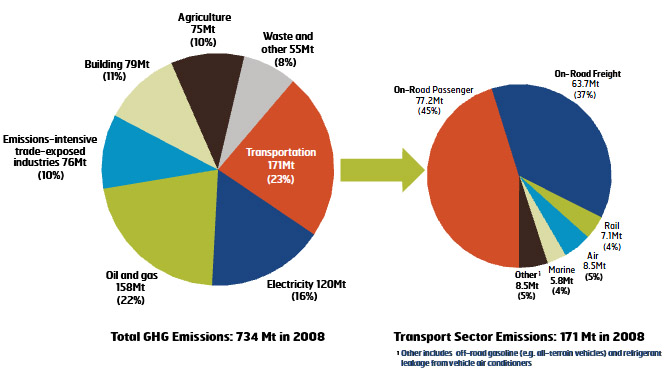 Agriculture
75Mt
(10%)
Waste and
other 55Mt
(8%)
Building 79Mt
(11%)
Emissions-intensive
trade-exposed
industries 76Mt
(10%)
Transportation
171Mt
(23%)
Oil and gas
158Mt
(22%)
Electricity 120Mt
(16%)
Total GHG Emissions: 734 Mt in 2008
On-Road Passenger
77.2Mt
(45%)
On-Road Freight
63.7Mt
(37%)
Rail
7.1Mt
(4%)
Air
8.5Mt
(5%)
Marine
5.8Mt
(4%)
Other¹
8.5Mt
(5%)
Transport Sector Emissions: 171 Mt in 2008
¹ Other includes off-road gasoline (e.g. all-terrain vehicles) and refrigerant
leakage from vehicle air conditioners